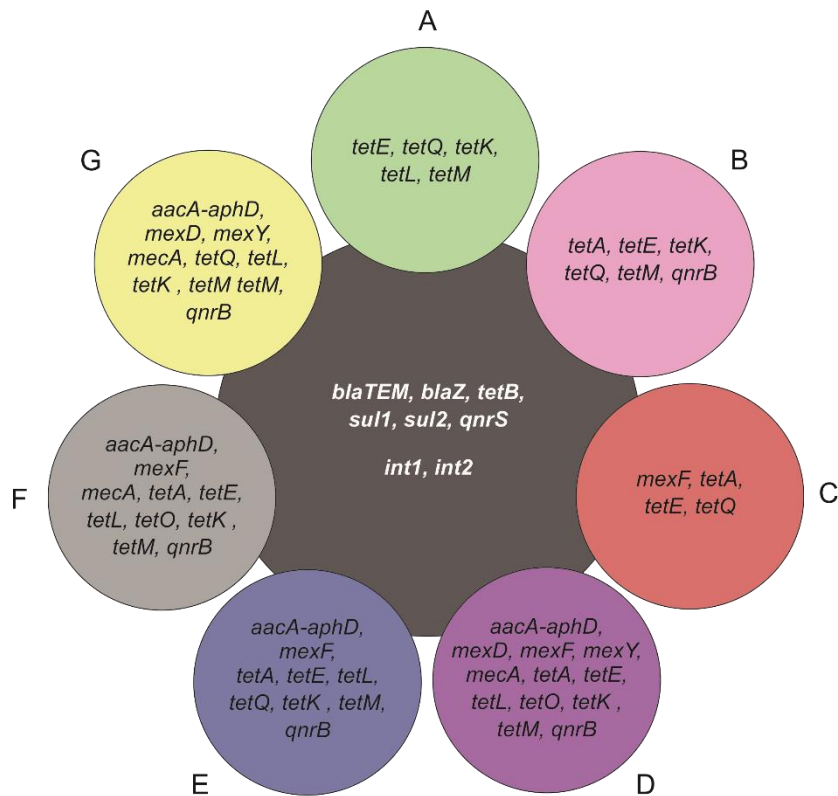 A
tetE, tetQ, tetK,
tetL, tetM
B
tetA, tetE, tetK,
tetQ, tetM, qnrB
C
mexF, tetA,
tetE, tetQ
D
aacA-aphD,
mexD, mexF, mexY,
mecA, tetA, tetE,
tetL, tetO, tetK ,
tetM, qnrB
E
aacA-aphD,
mexF,
tetA, tetE, tetL,
tetQ, tetK , tetM,
qnrB
F
aacA-aphD,
mexF,
mecA, tetA, tetE,
tetL, tetO, tetK ,
tetM, qnrB
G
aacA-aphD,
mexD, mexY,
mecA, tetQ, tetL,
tetK , tetM tetM,
qnrB
blaTEM, blaZ, tetB,
sul1, sul2, qnrS
int1, int2